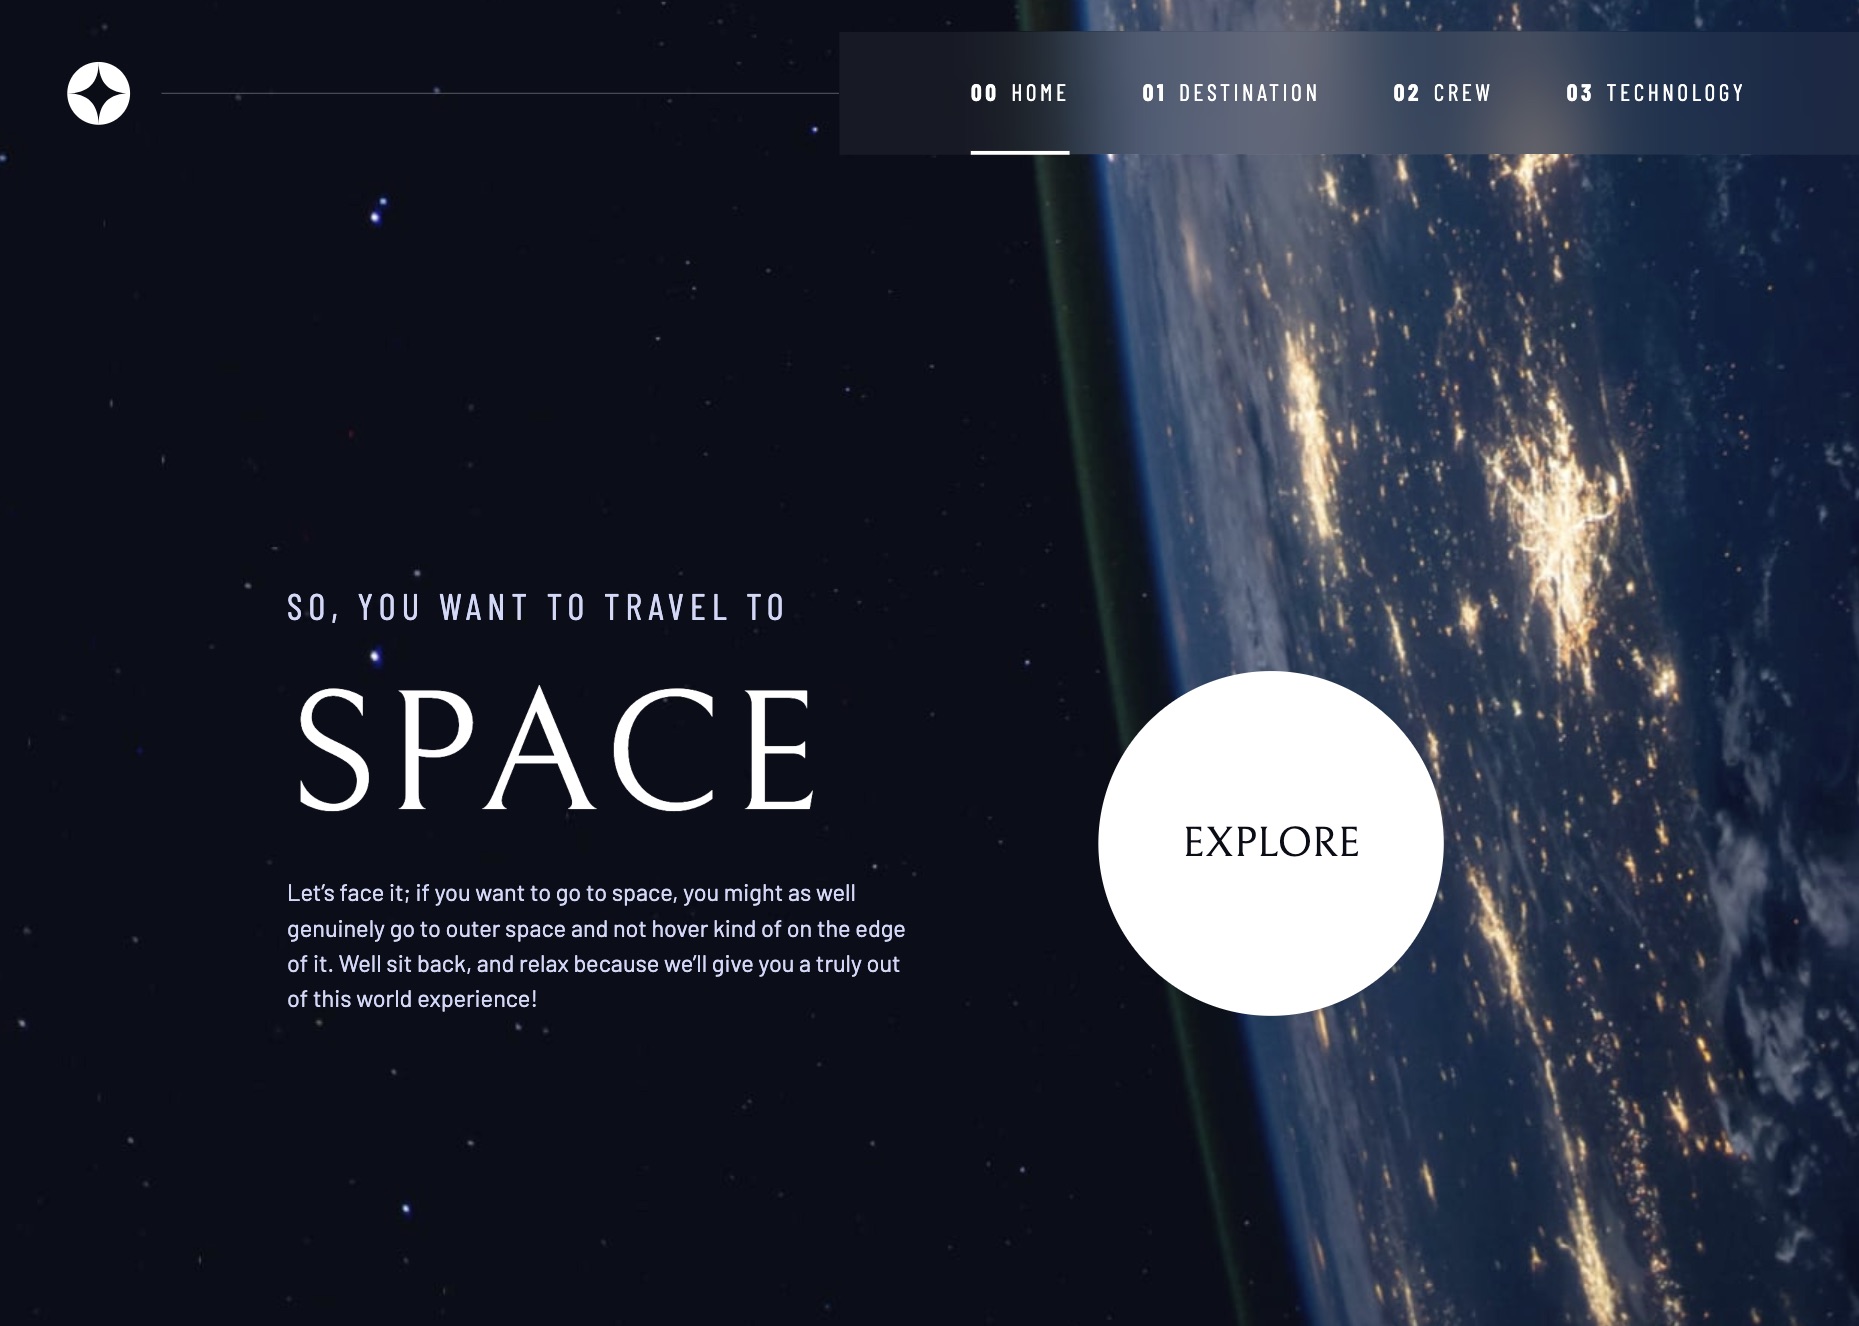 00 HOME 01 DESTINATION 02 CREW 03 TECHNOLOGY
SO, YOU WANT TO TRAVEL TO
SPACE
Let’s face it; if you want to go to space, you might as well
genuinely go to outer space and not hover kind of on the edge
of it. Well sit back, and relax because we’ll give you a truly out
of this world experience!
EXPLORE